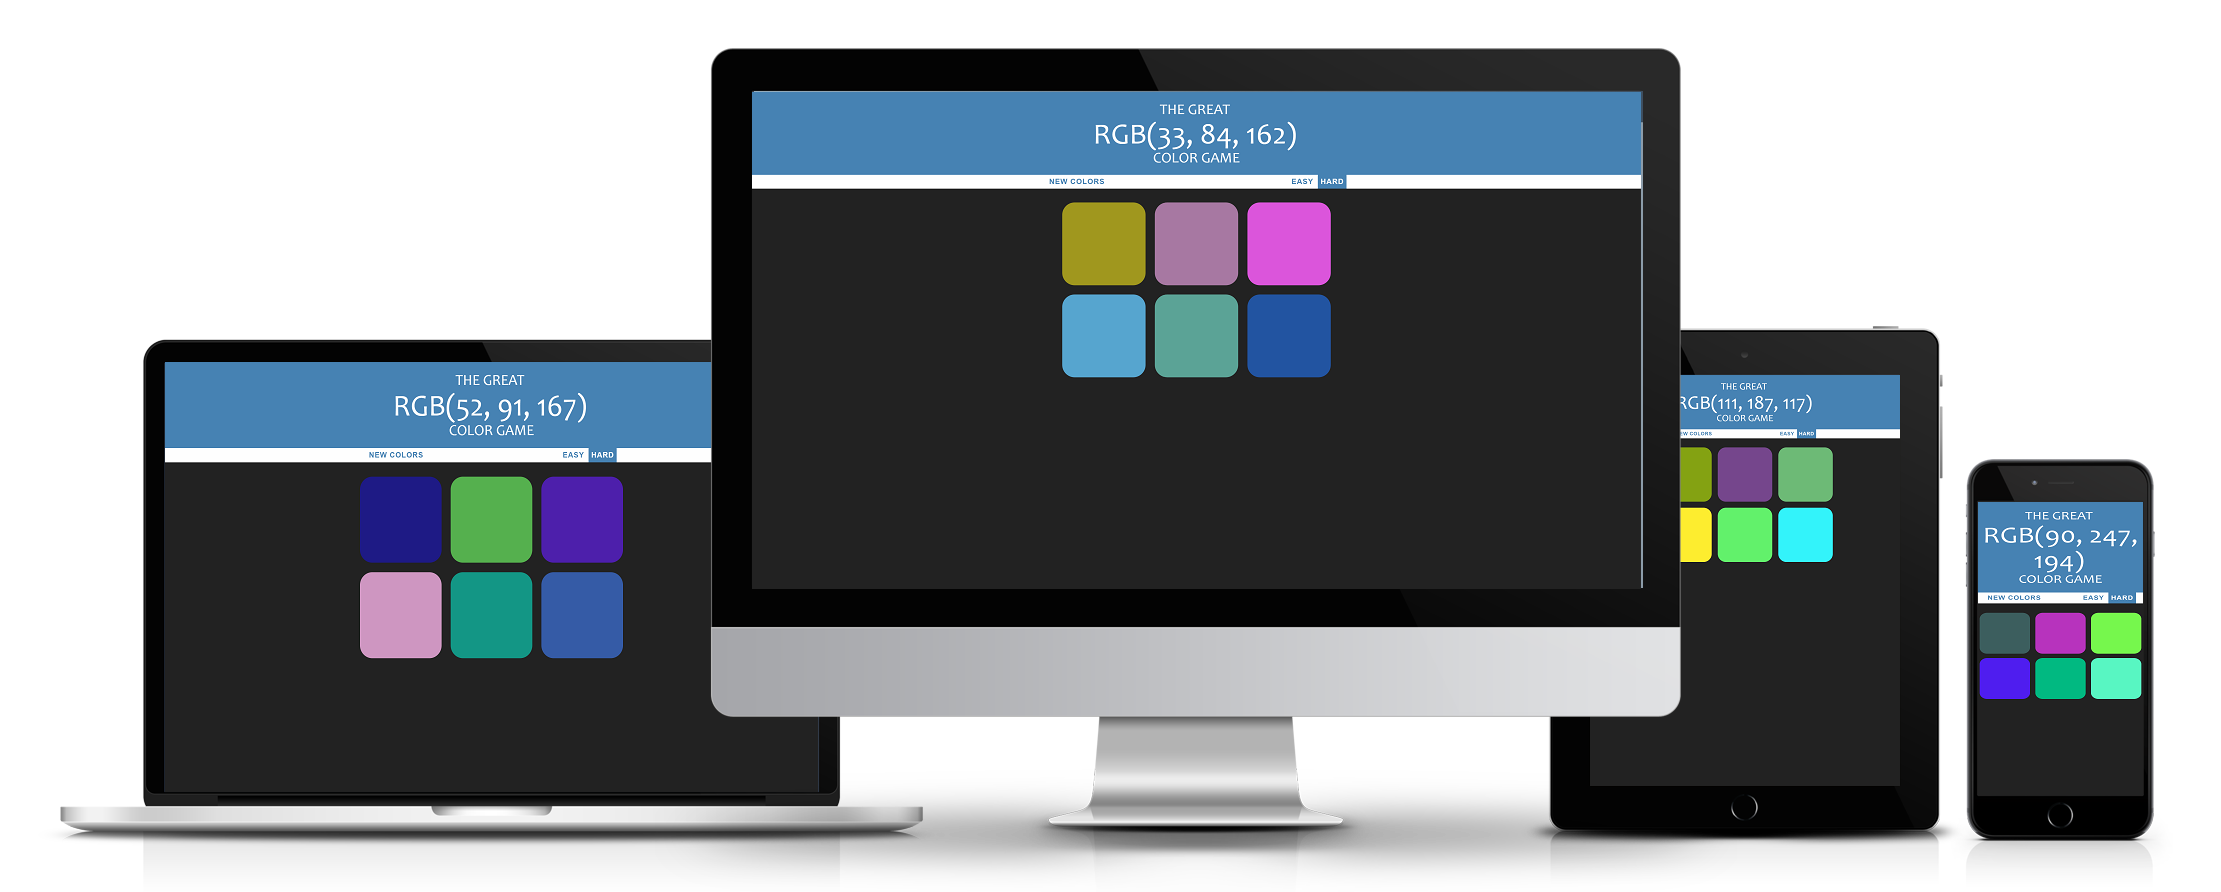 THE GREAT
RGB(33, 84, 162)
COLOR GAME
NEW COLORS EASY HARD
THE GREAT
RGB(52, 91, 167)
COLOR GAME
NEW COLORS EASY HARD
THE GREAT
RGB(111, 187, 117)
COLOR GAME
EW COLORS EASY HARD
THE GREAT
RGB(90, 247,
194)
COLOR GAME
NEW COLORS EASY HARD